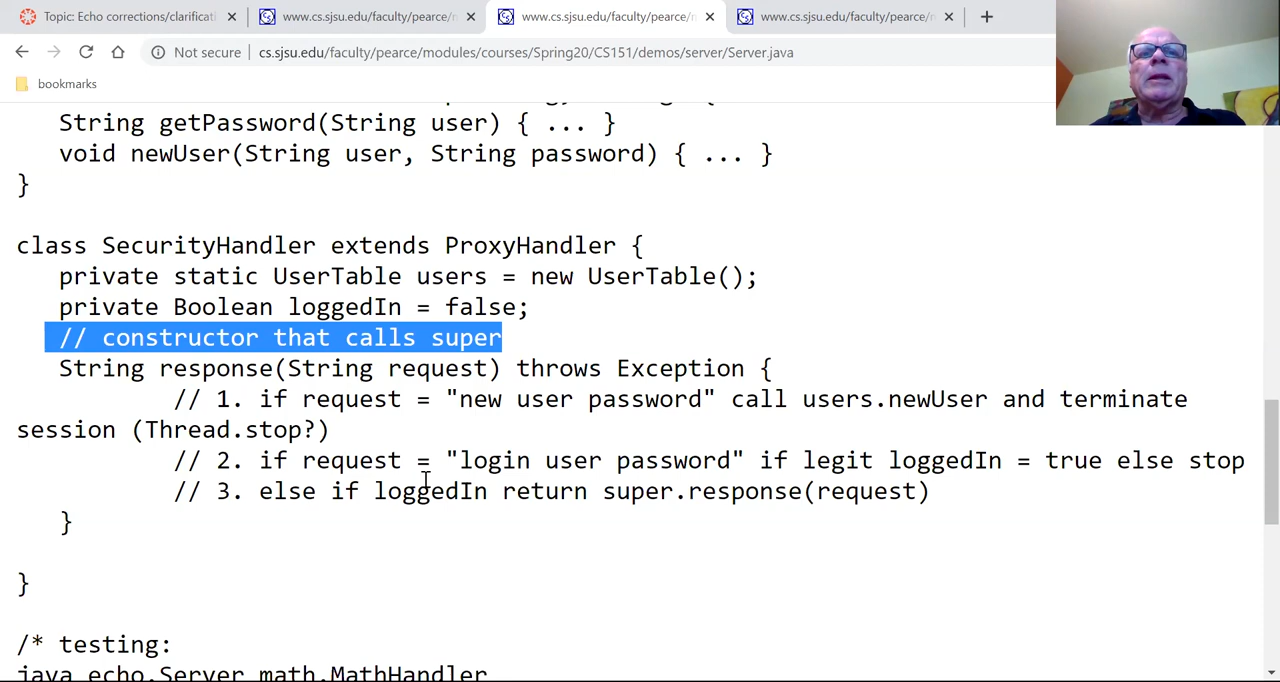 Topic: Echo corrections/clarificati
www.cs.sjsu.edu/faculty/pearce/m
www.cs.sjsu.edu/faculty/pearce/m
www.cs.sjsu.edu/faculty/pearce/m
Not secure
cs.sjsu.edu/faculty/pearce/modules/courses/Spring20/CS151/demos/server/Server.java
bookmarks
String getPassword(String user) { ... }
void newUser(String user, String password) { ... }
}
class SecurityHandler extends ProxyHandler {
private static UserTable users = new UserTable();
private Boolean loggedIn = false;
// constructor that calls super
String response(String request) throws Exception {
// 1. if request = "new user password" call users.newUser and terminate
session (Thread.stop?)
// 2. if request = "login user password" if legit loggedIn = true else stop
// 3. else if loggedIn return super.response(request)
}
}
/* testing:
java echo.Server math.MathHandler